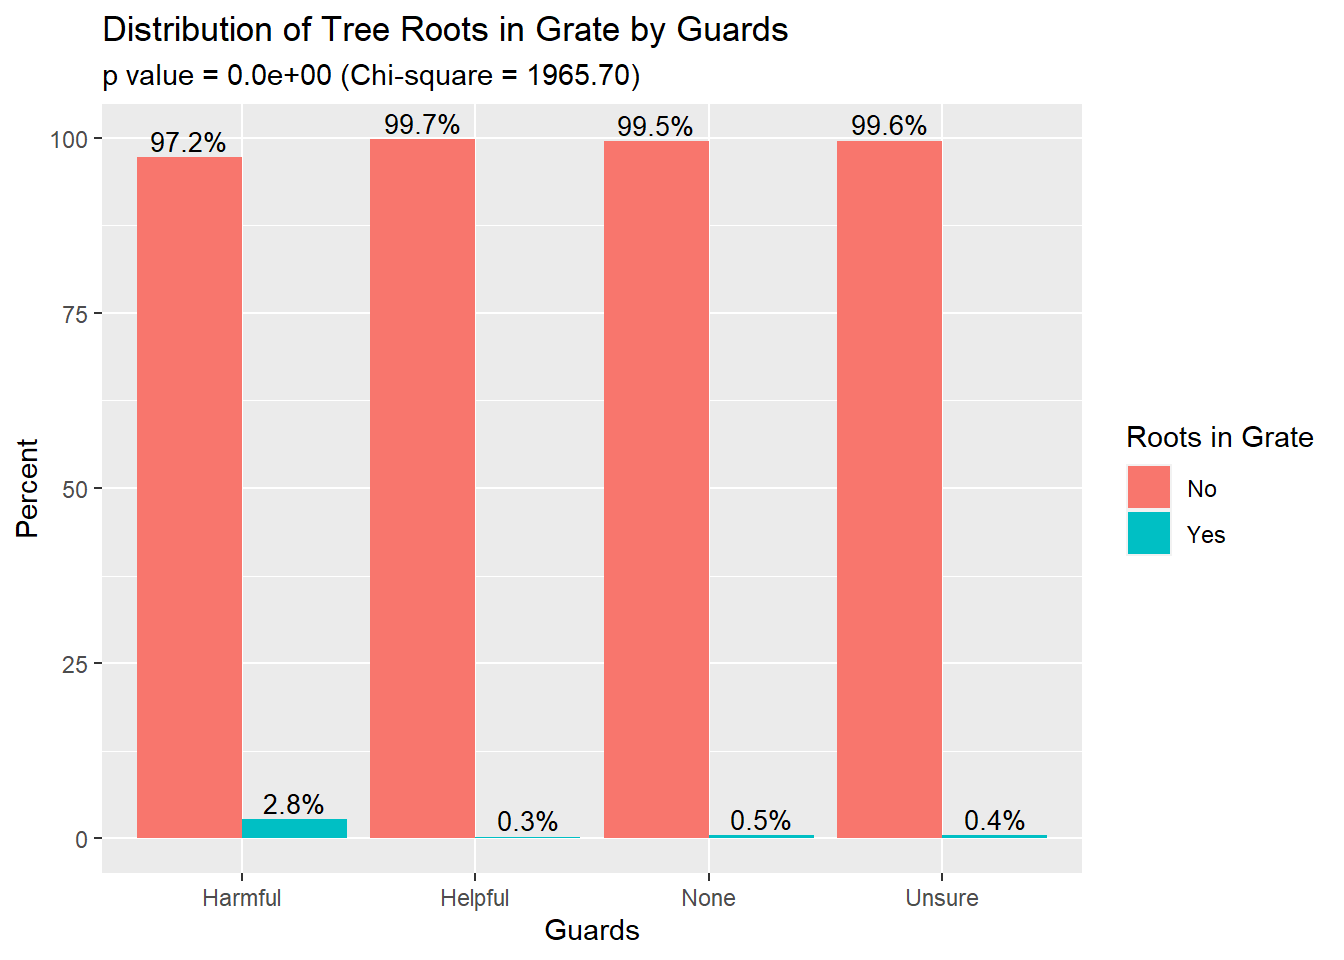 Distribution of Tree Roots in Grate by Guards
p value = 0.0e+00 (Chi-square = 1965.70)
97.2%
99.7%
99.5%
99.6%
2.8%
0.3%
0.5%
0.4%
100
75
50
25
0
Percent
Harmful
Helpful
None
Unsure
Guards
Roots in Grate
No
Yes